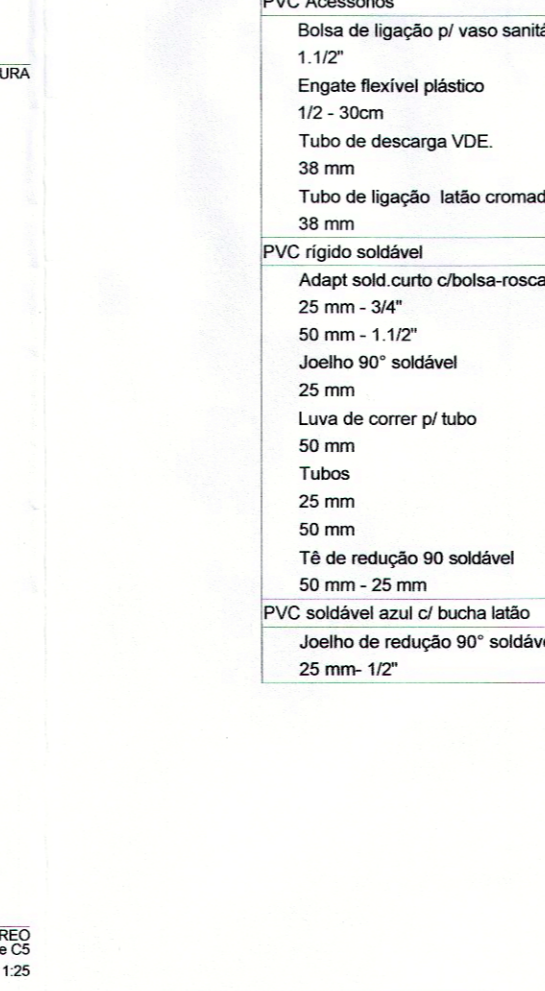 PVC Acessórios
Bolsa de ligação p/ vaso sanitá
1.1/2"
Engate flexível plástico
1/2 - 30cm
Tubo de descarga VDE.
38 mm
Tubo de ligação latão cromad
38 mm
PVC rígido soldável
Adapt sold.curto c/bolsa-rosca
25 mm - 3/4"
50 mm - 1.1/2"
Joelho 90° soldável
25 mm
Luva de correr p/ tubo
50 mm
Tubos
25 mm
50 mm
Tê de redução 90 soldável
50 mm - 25 mm
PVC soldável azul c/ bucha latão
Joelho de redução 90° soldáve
25 mm- 1/2"
URA
REO
e C5
1:25